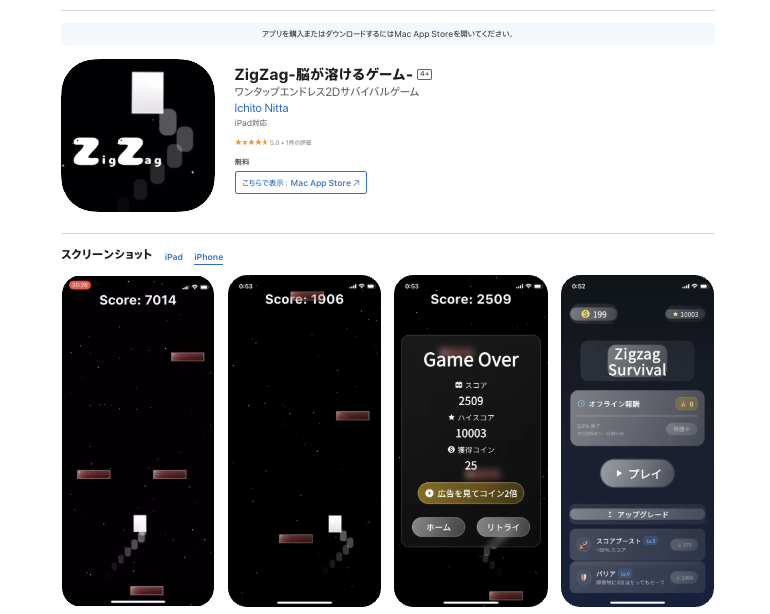 アプリを購入またはダウンロードするにはMac App Storeを開いてください。
ZigZag-脳が溶けるゲーム- 4+
ワンタップエンドレス2Dサバイバルゲーム
Ichito Nitta
iPad対応
★★★★★ 5.0 • 1件の評価
無料
こちらで表示：Mac App Store ↗
ZigZag
スクリーンショット iPad iPhone
20:28
Score: 7014
0:53
Score: 1906
0:53
Score: 2509
Game Over
スコア
2509
ハイスコア
10003
獲得コイン
25
広告を見てコイン2倍
ホーム リトライ
0:52
199 ★ 10003
Zigzag
Survival
オフライン報酬 0
待機中
プレイ
アップグレード
スコアブースト Lv.5
+30% スコア
バリア Lv.0